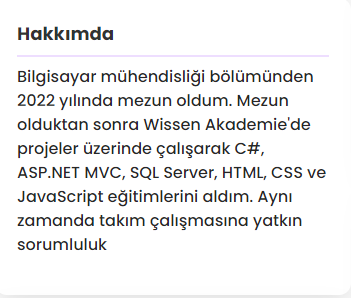 Hakkımda
Bilgisayar mühendisliği bölümünden
2022 yılında mezun oldum. Mezun
olduktan sonra Wissen Akademie'de
projeler üzerinde çalışarak C#,
ASP.NET MVC, SQL Server, HTML, CSS ve
JavaScript eğitimlerini aldım. Aynı
zamanda takım çalışmasına yatkın
sorumluluk